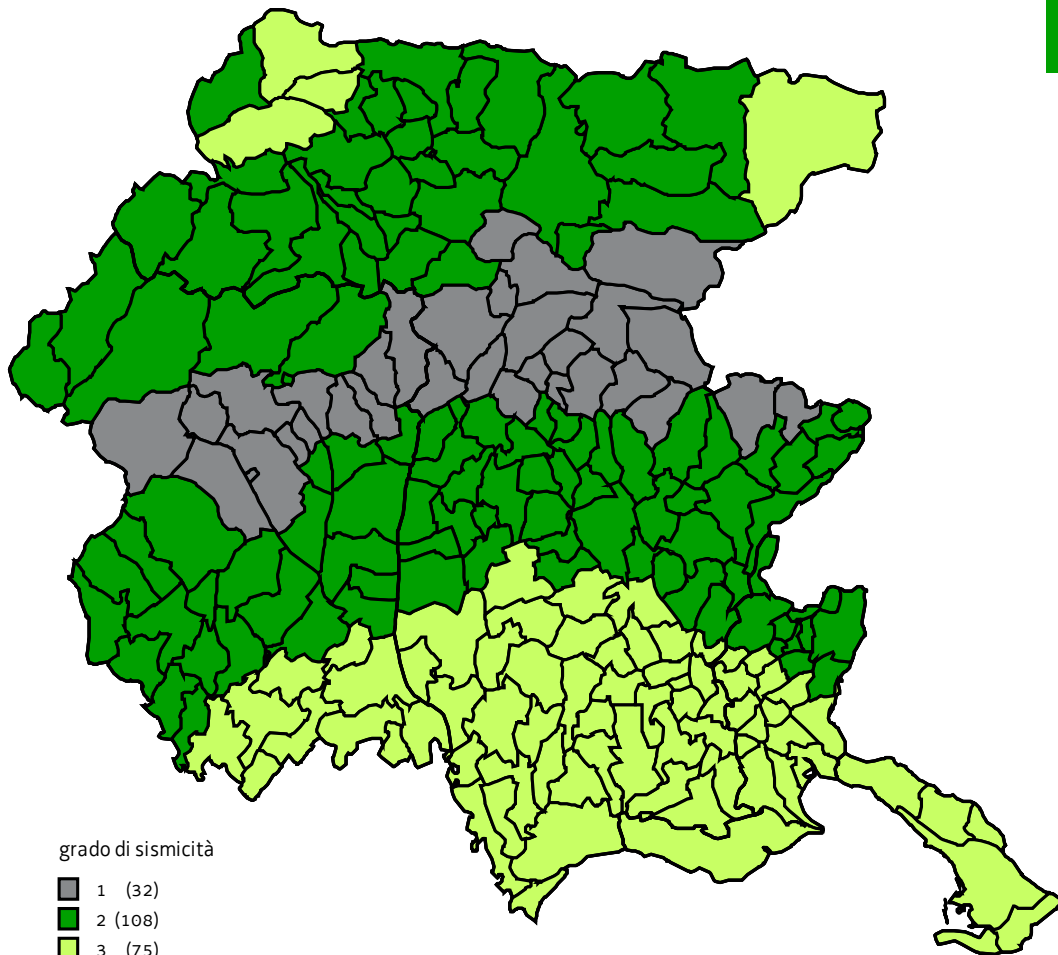 grado di sismicità
1 (32)
2 (108)
3 (75)